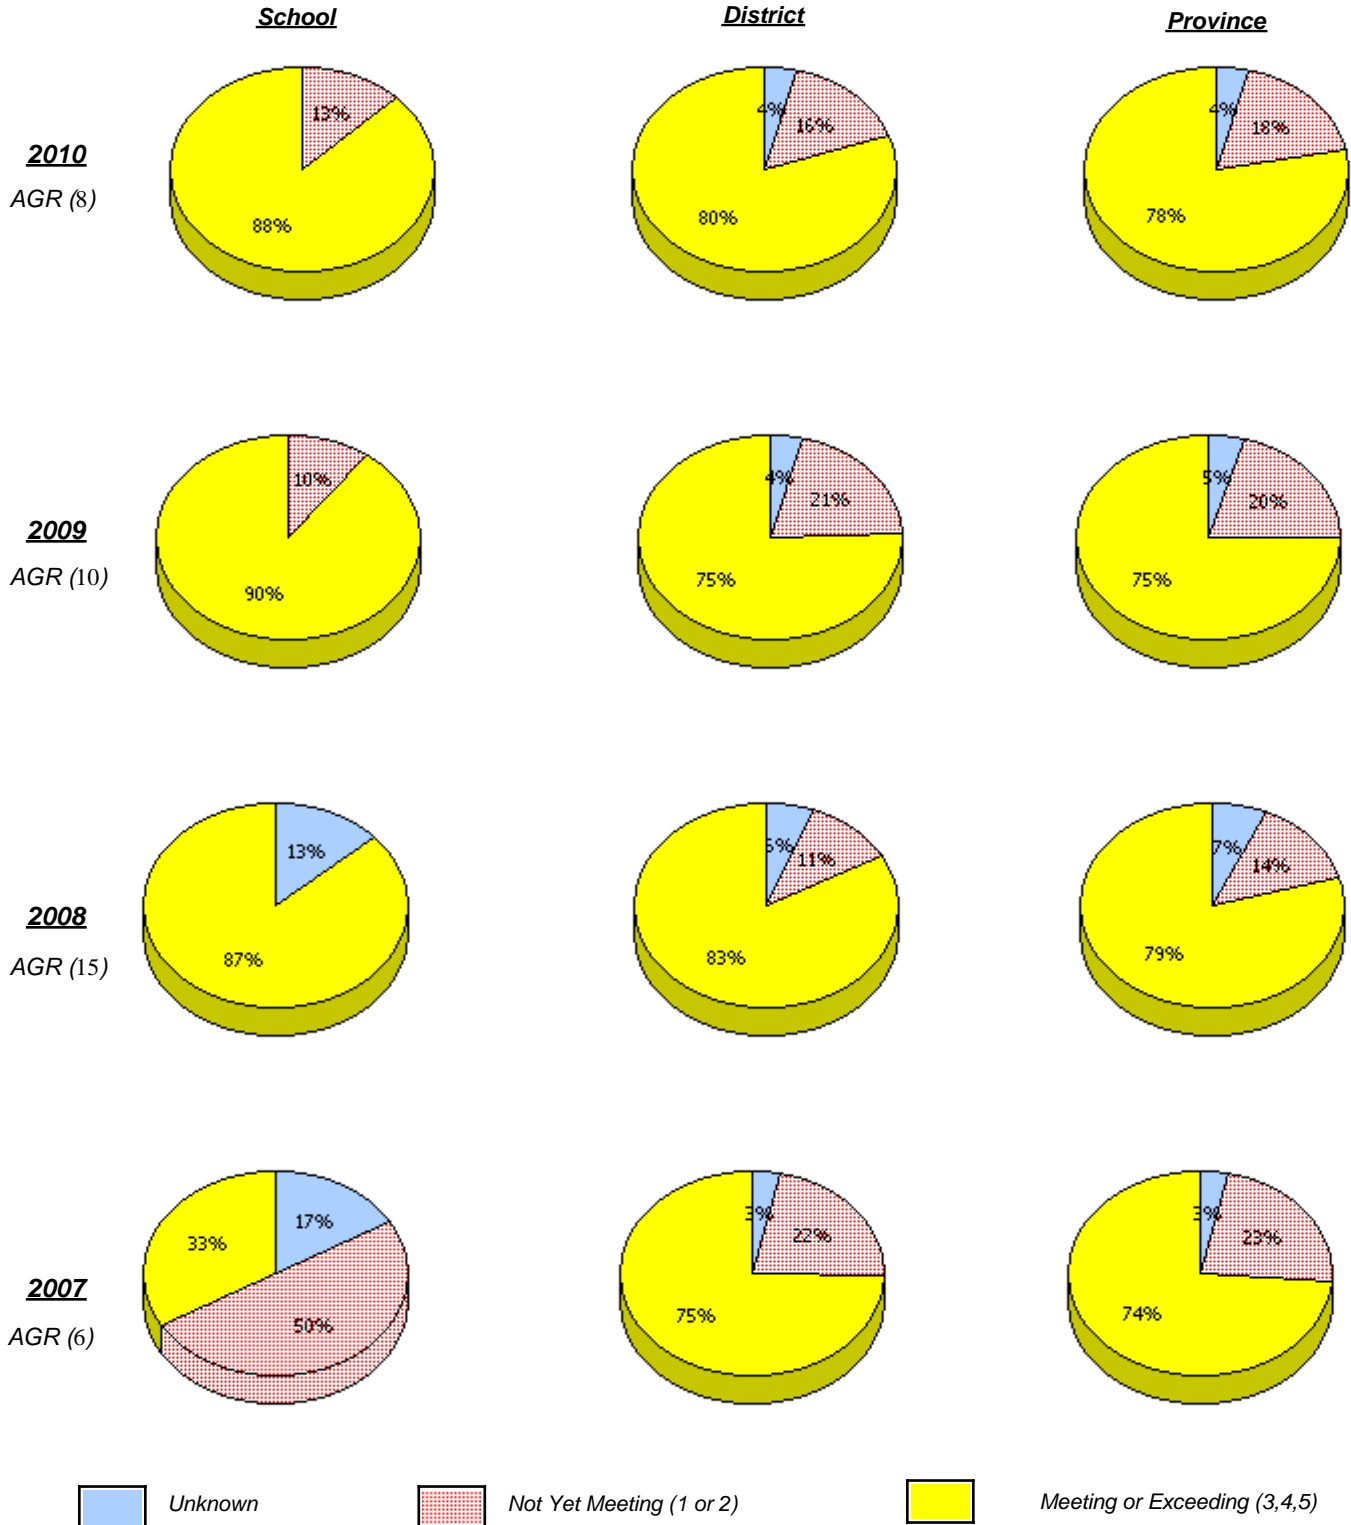 School District Province
13% 4% 16% 4% 18%
2010
AGR (8)
88% 80% 78%
10% 4% 21% 5% 20%
2009
AGR (10)
90% 75% 75%
13% 11% 7% 14%
2008
AGR (15)
87% 83% 79%
33% 17% 3% 22% 3% 23%
2007
AGR (6)
50% 75% 74%
Unknown Not Yet Meeting (1 or 2) Meeting or Exceeding (3,4,5)